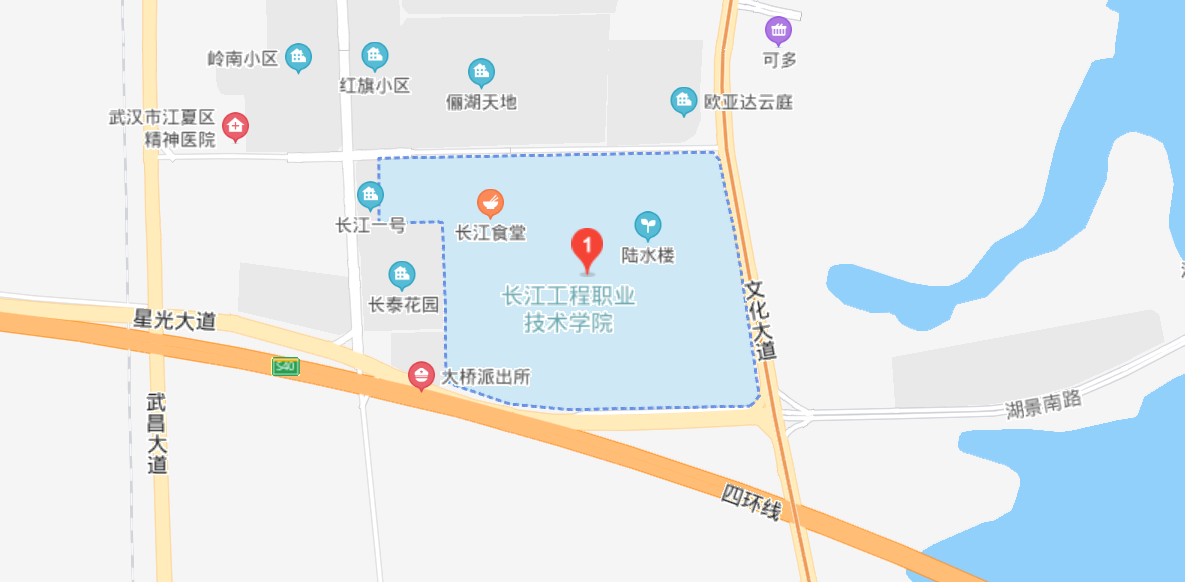 可多
岭南小区
红旗小区
俪湖天地
欧亚达云庭
武汉市江夏区
精神医院
长江一号
长江食堂
陆水楼
1
长泰花园
长江工程职业
技术学院
文化大道
星光大道
S40
大桥派出所
武昌大道
湖景南路
四环线